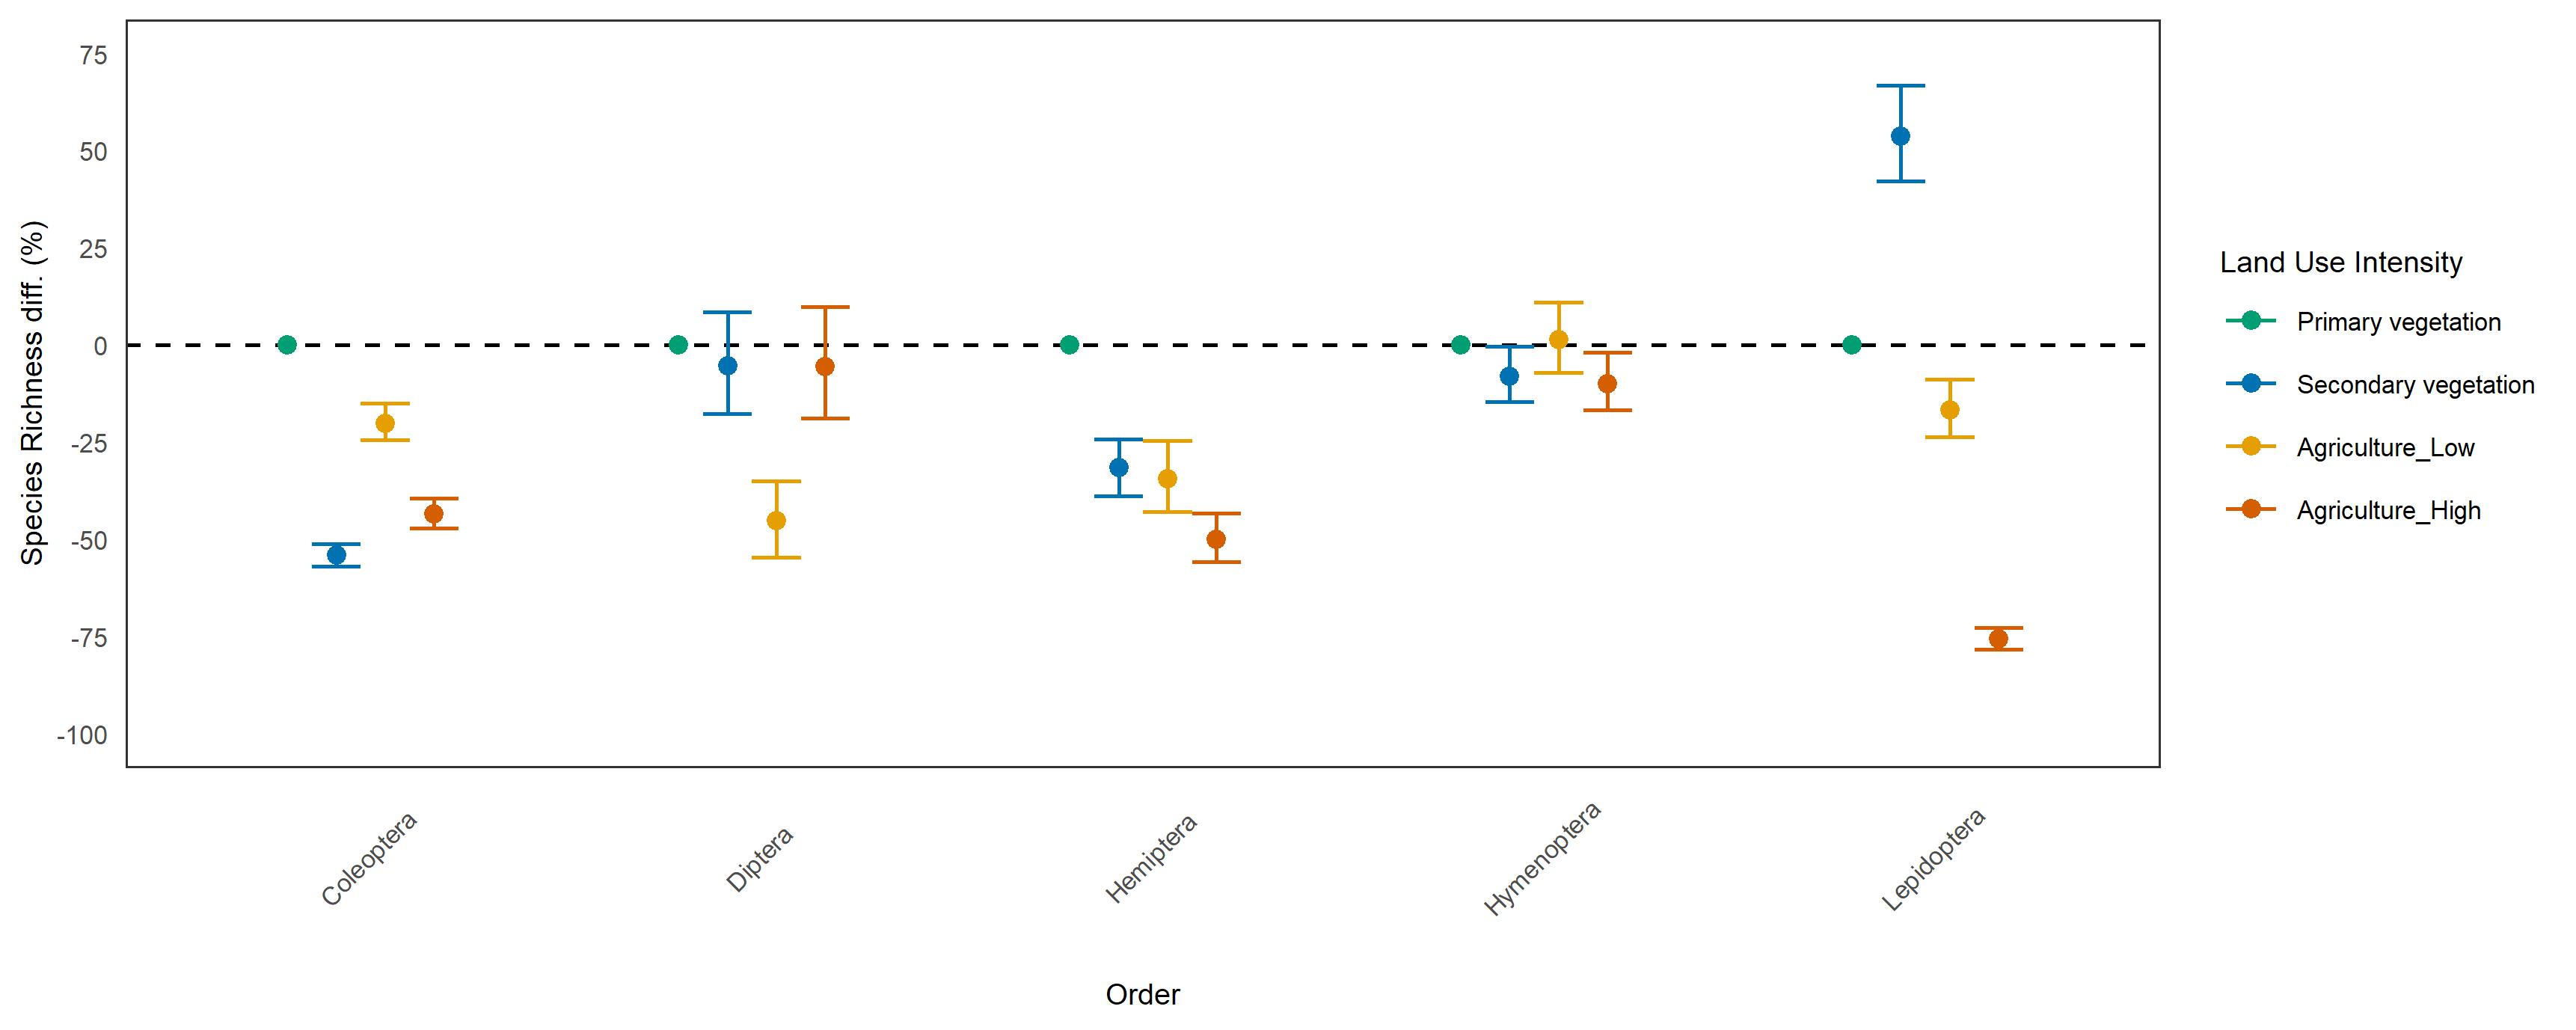 Species Richness diff. (%)
75
50
25
0
-25
-50
-75
-100
Coleoptera
Diptera
Hemiptera
Hymenoptera
Lepidoptera
Order
Land Use Intensity
Primary vegetation
Secondary vegetation
Agriculture_Low
Agriculture_High